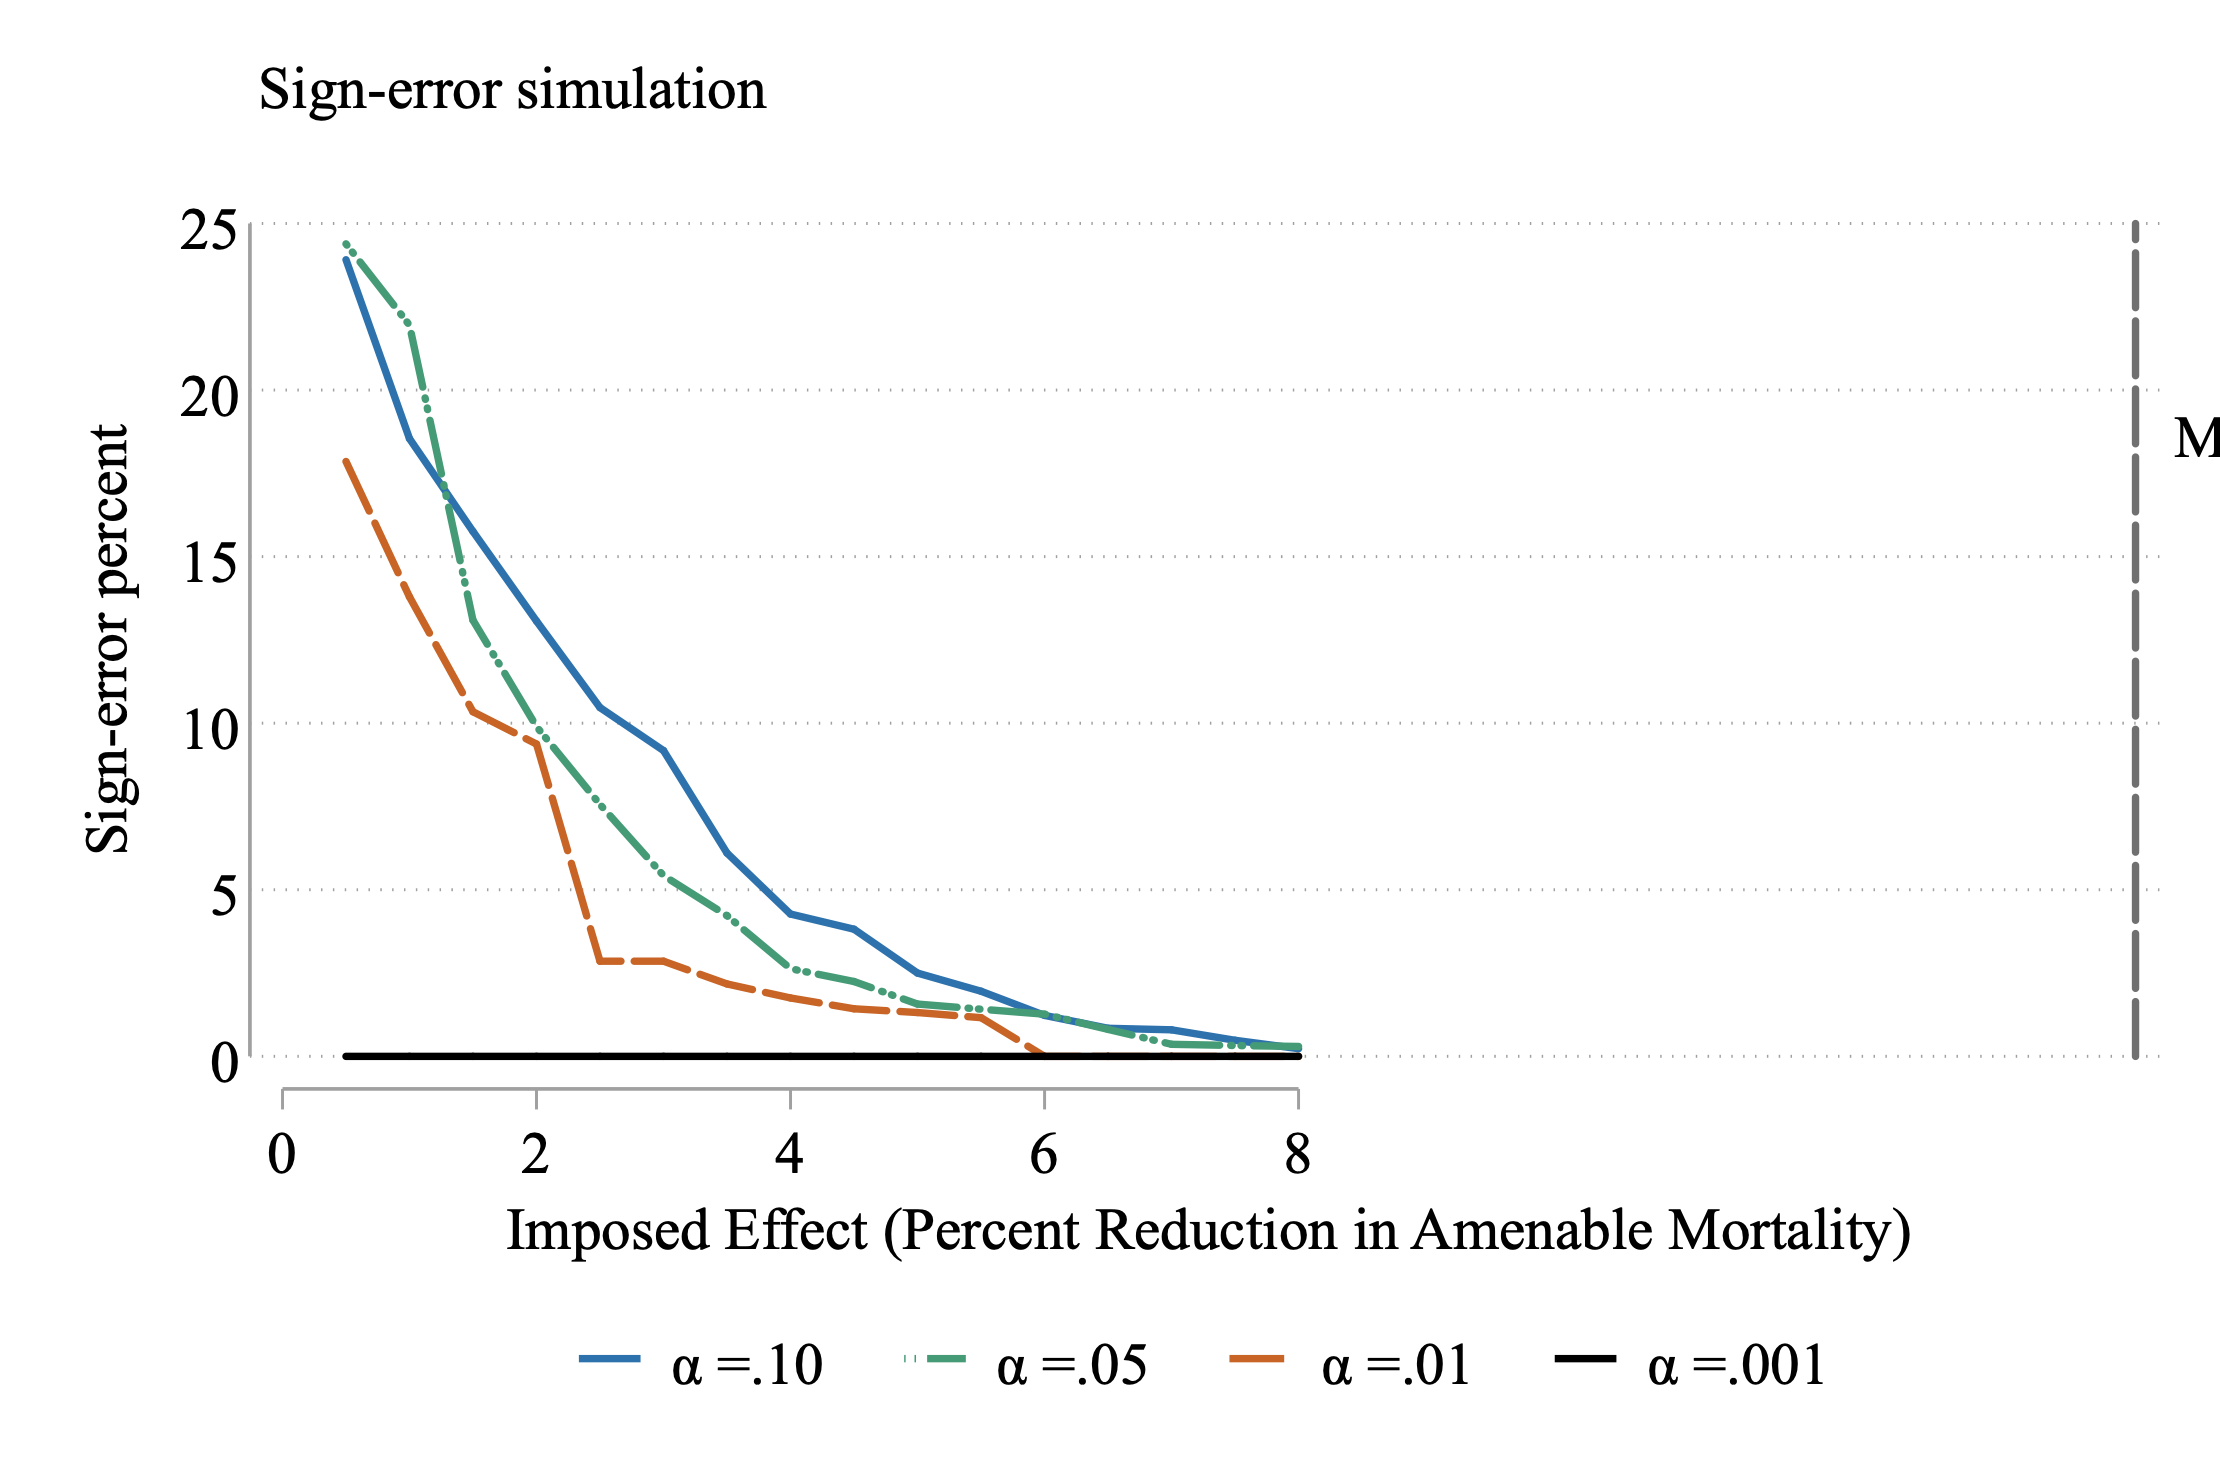 Sign-error simulation
25
20
15
10
5
0
Sign-error percent
M
0 2 4 6 8
Imposed Effect (Percent Reduction in Amenable Mortality)
α =.10 α =.05 α =.01 α =.001